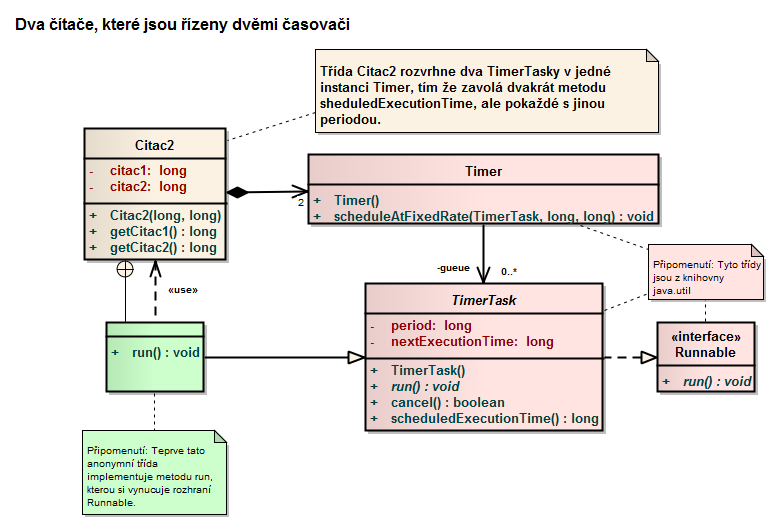 Dva čítače, které jsou řízeny dvěmi časovači
Třída Citac2 rozvrhne dva TimerTasky v jedné
instanci Timer, tím že zavolá dvakrát metodu
sheduledExecutionTime, ale pokaždé s jinou
periodou.
Citac2
- citac1: long
- citac2: long
+ Citac2(long, long)
+ getCitac1() : long
+ getCitac2() : long
2
Timer
+ Timer()
+ scheduleAtFixedRate(TimerTask, long, long) : void
-gueue 0..*
«use»
Připomenutí: Tyto třídy
jsou z knihovny
java.util
+ run() : void
TimerTask
- period: long
- nextExecutionTime: long
+ TimerTask()
+ run() : void
+ cancel() : boolean
+ scheduledExecutionTime() : long
«interface»
Runnable
+ run() : void
Připomenutí: Teprve tato
anonymní třída
implementuje metodu run,
kterou si vynucuje rozhraní
Runnable.